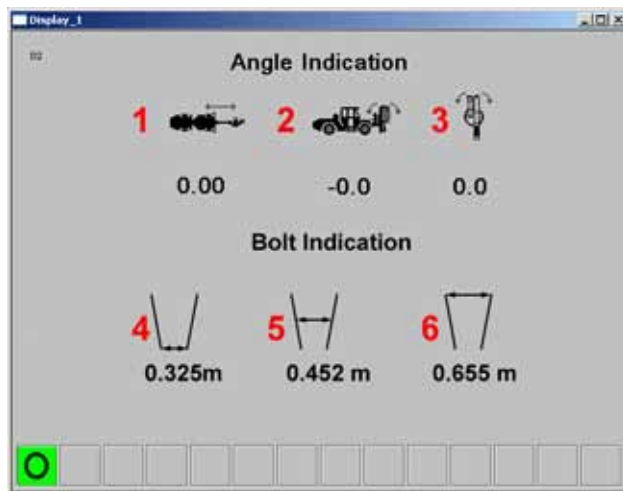 Display_1
Angle Indication
1 2 3
0.00 -0.0 0.0
Bolt Indication
4 5 6
0.325m 0.452 m 0.655 m